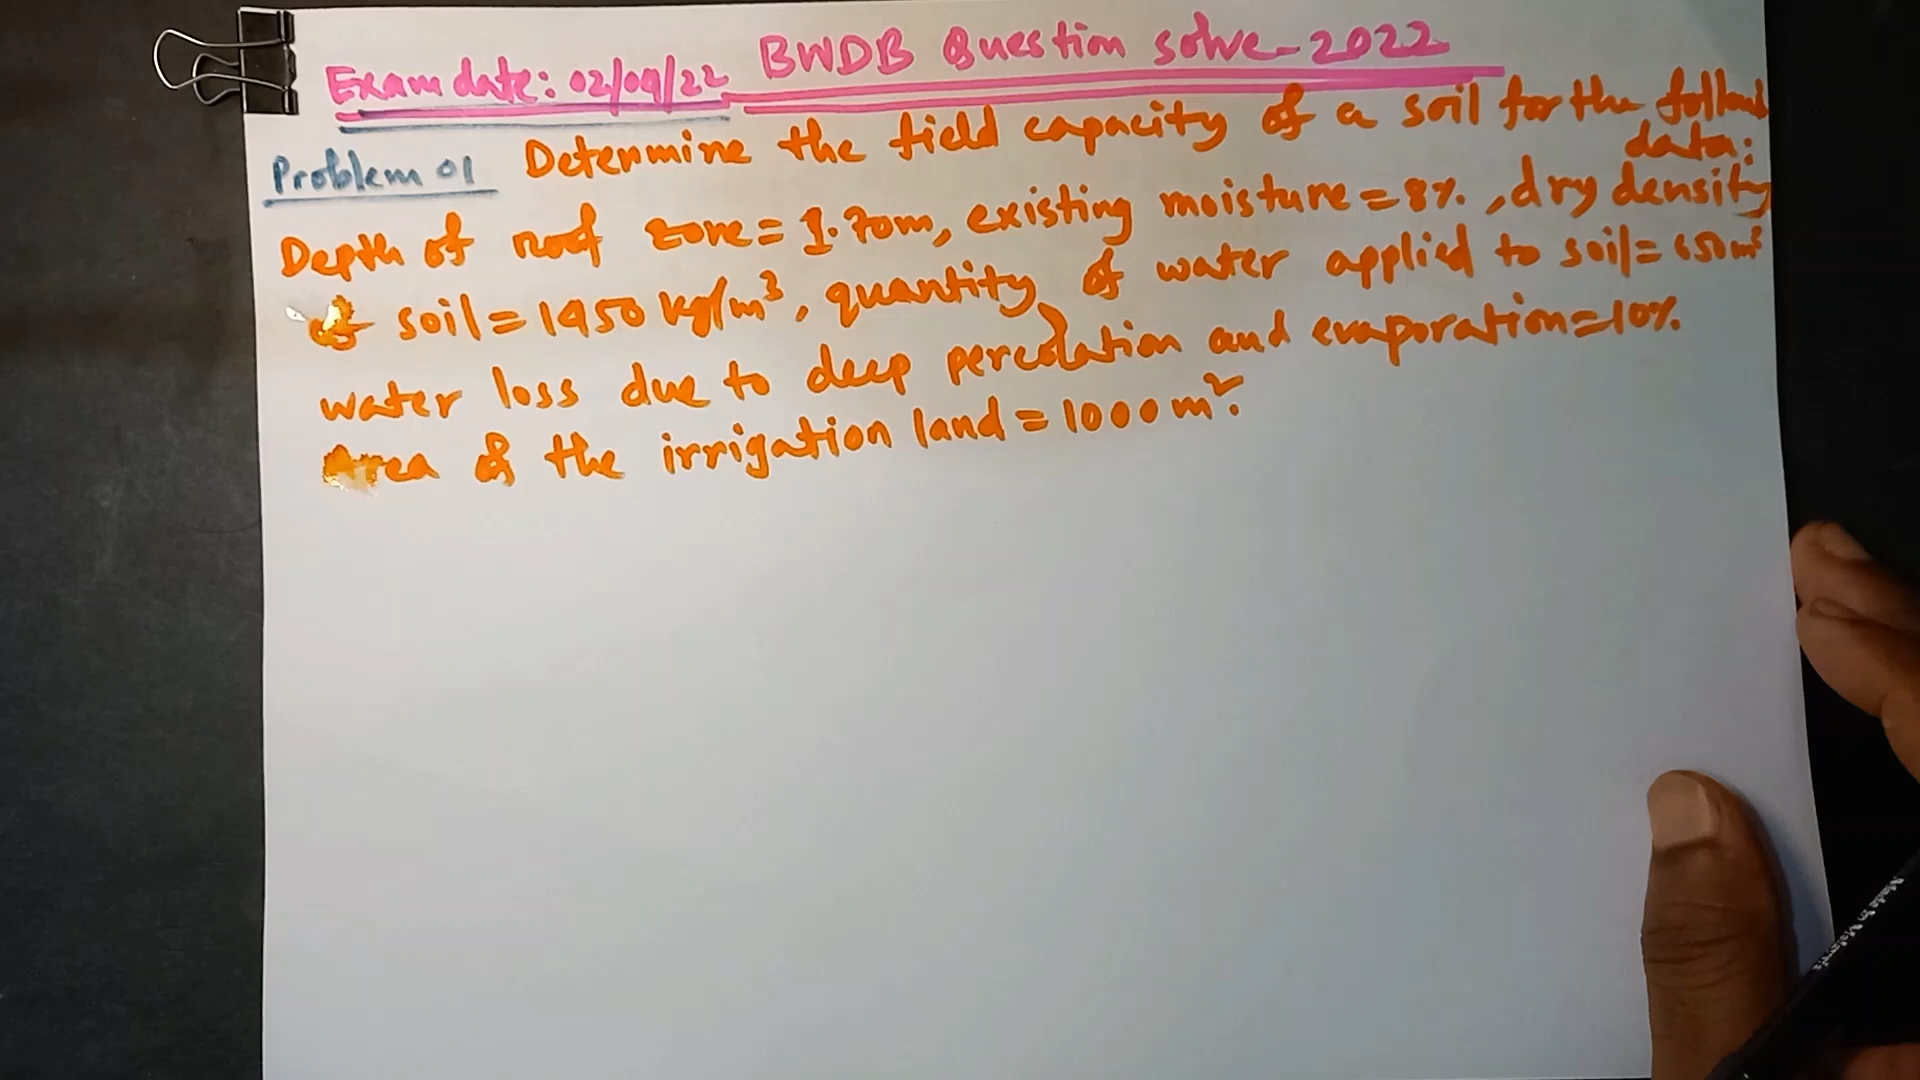 Exam date: 02/09/22 BWDB Question solve-2022
Problem 01 Determine the field capacity of a soil for the
data:
Depth of root zone = 1.70m, existing moisture = 8%, dry density
of soil = 1450 kg/m³, quantity of water applied to soil = 650m³
water loss due to deep percolation and evaporation = 10%.
Area of the irrigation land = 1000 m².
Made in Malaysia